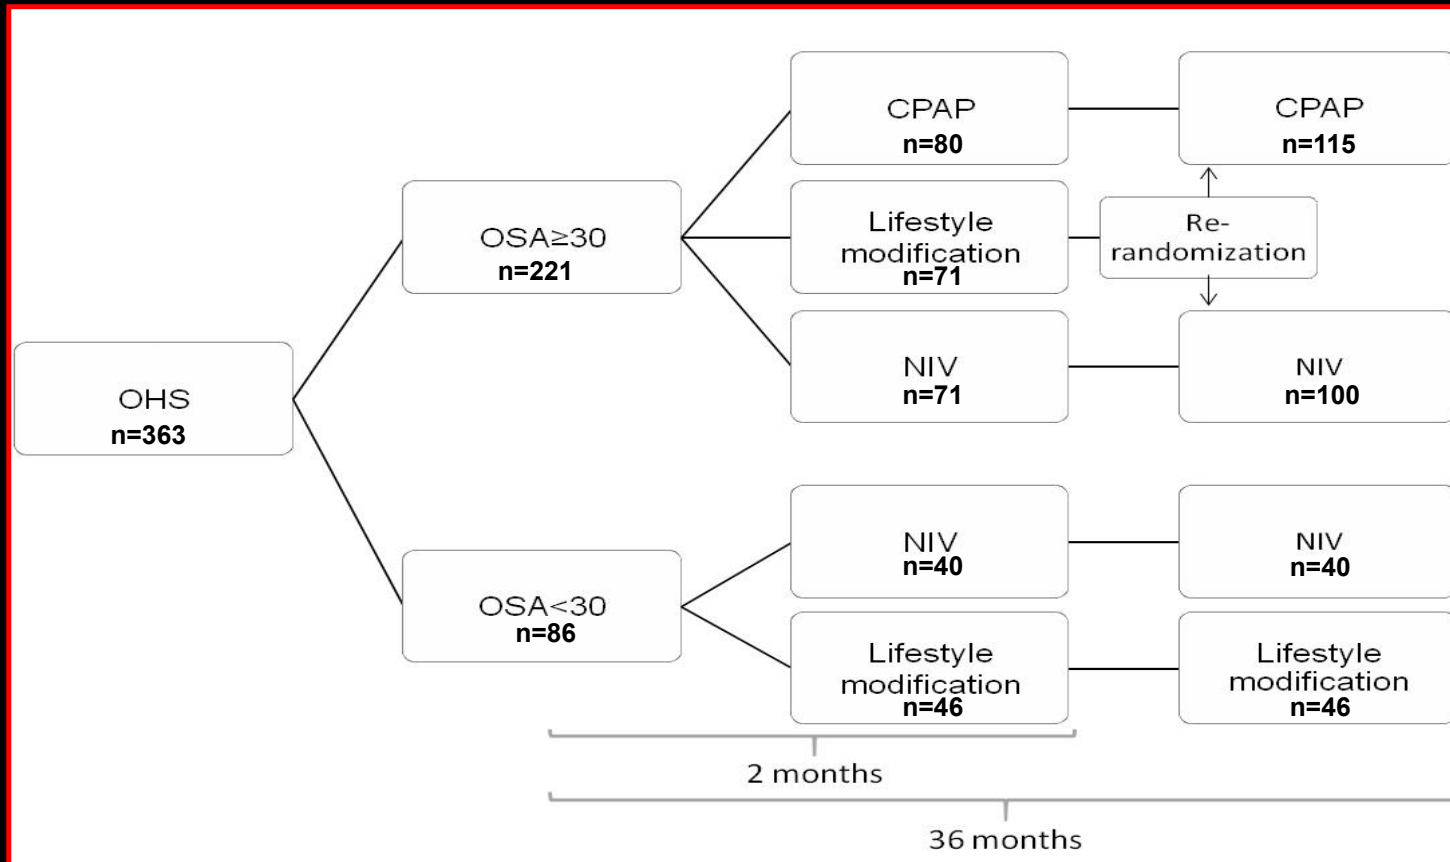 OHS
n=363
OSA≥30
n=221
OSA<30
n=86
CPAP
n=80
Lifestyle
modification
n=71
NIV
n=71
NIV
n=40
Lifestyle
modification
n=46
Re-
randomization
CPAP
n=115
NIV
n=100
NIV
n=40
Lifestyle
modification
n=46
2 months
36 months